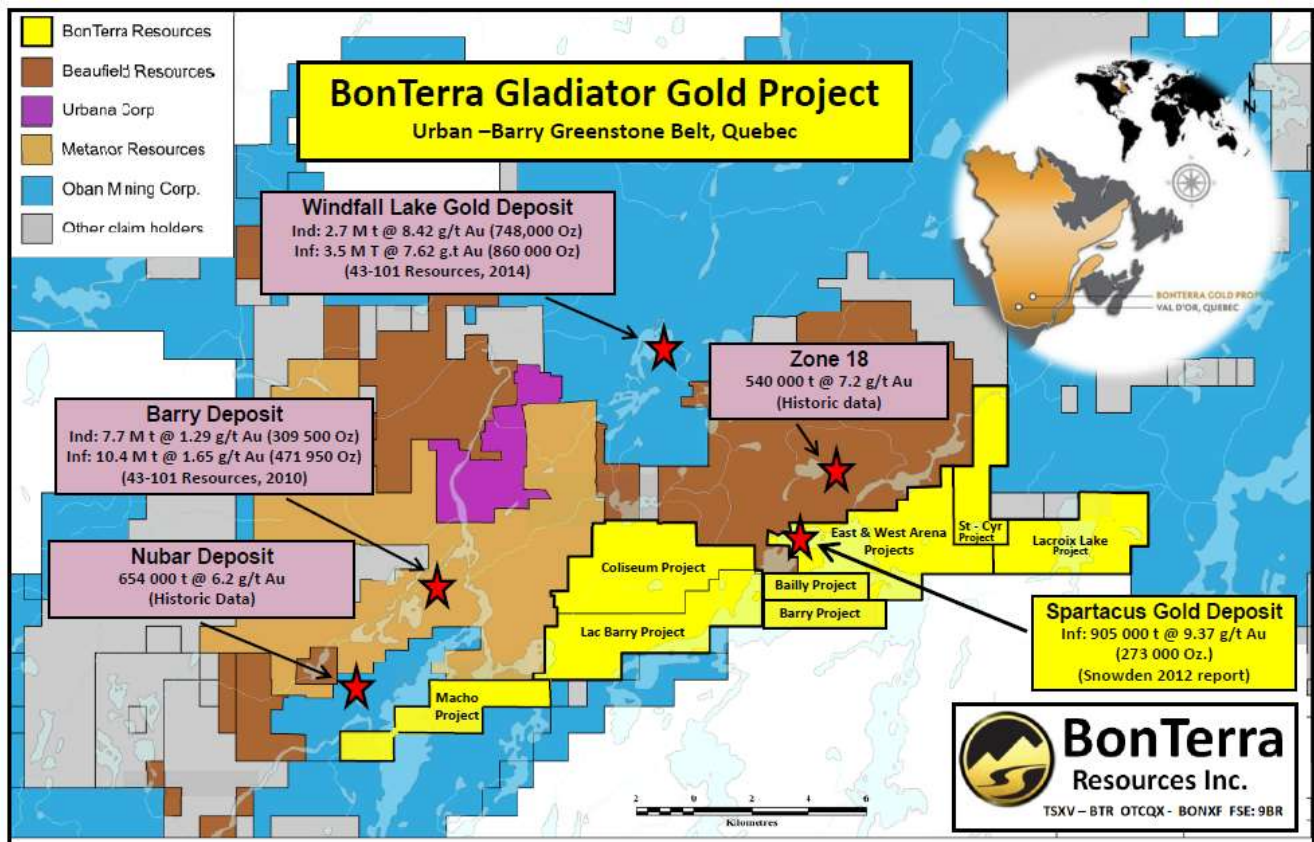 BonTerra Resources
Beaufield Resources
Urbana Corp
Metanor Resources
Oban Mining Corp.
Other claim holders
BonTerra Gladiator Gold Project
Urban –Barry Greenstone Belt, Quebec
BONTERRA GOLD PROJ
VAL D'OR, QUEBEC
Windfall Lake Gold Deposit
Ind: 2.7 M t @ 8.42 g/t Au (748,000 Oz)
Inf: 3.5 M T @ 7.62 g.t Au (860 000 Oz)
(43-101 Resources, 2014)
Zone 18
540 000 t @ 7.2 g/t Au
(Historic data)
Barry Deposit
Ind: 7.7 M t @ 1.29 g/t Au (309 500 Oz)
Inf: 10.4 M t @ 1.65 g/t Au (471 950 Oz)
(43-101 Resources, 2010)
Nubar Deposit
654 000 t @ 6.2 g/t Au
(Historic Data)
East & West Arena
Projects
St - Cyr
Project
Lacroix Lake
Project
Coliseum Project
Bailly Project
Barry Project
Lac Barry Project
Macho
Project
Spartacus Gold Deposit
Inf: 905 000 t @ 9.37 g/t Au
(273 000 Oz.)
(Snowden 2012 report)
2 0 2 4 6
Kilometres
BonTerra
Resources Inc.
TSXV – BTR OTCQX - BONXF FSE: 9BR